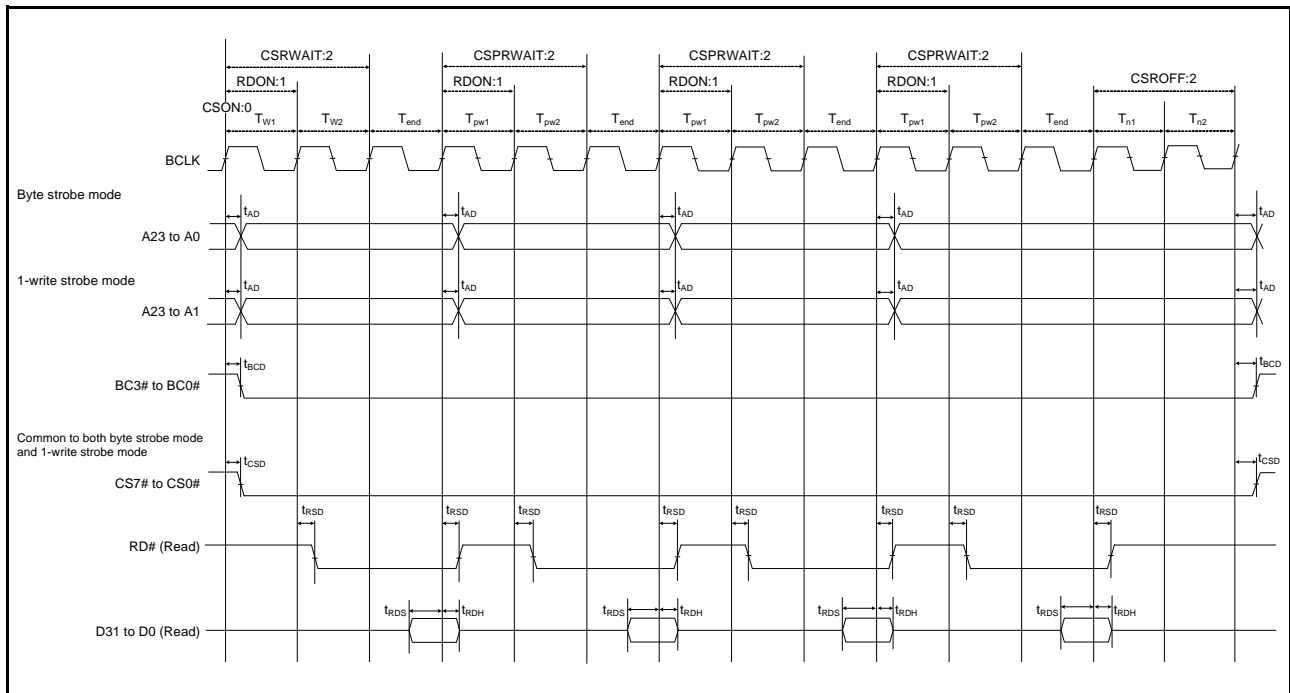 CSRWAIT:2 CSPRWAIT:2 CSPRWAIT:2 CSPRWAIT:2
RDON:1 RDON:1 RDON:1 RDON:1 CSROFF:2
CSON:0
TW1 TW2 Tend Tpw1 Tpw2 Tend Tpw1 Tpw2 Tend Tpw1 Tpw2 Tend Tn1 Tn2
BCLK
Byte strobe mode
tAD tAD tAD tAD tAD
A23 to A0
1-write strobe mode
tAD tAD tAD tAD tAD
A23 to A1
tBCD tBCD
BC3# to BC0#
Common to both byte strobe mode
and 1-write strobe mode
tCSD tCSD
CS7# to CS0#
tRSD tRSD tRSD tRSD tRSD tRSD tRSD tRSD
RD# (Read)
tRDS tRDH tRDS tRDH tRDS tRDH tRDS tRDH
D31 to D0 (Read)